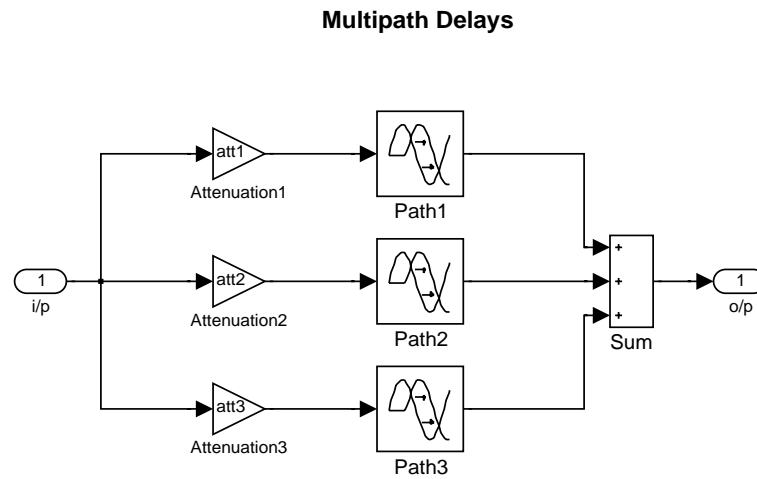 Multipath Delays
att1
Attenuation1
Path1
1
i/p
att2
Attenuation2
Path2
+
+
+
Sum
1
o/p
att3
Attenuation3
Path3